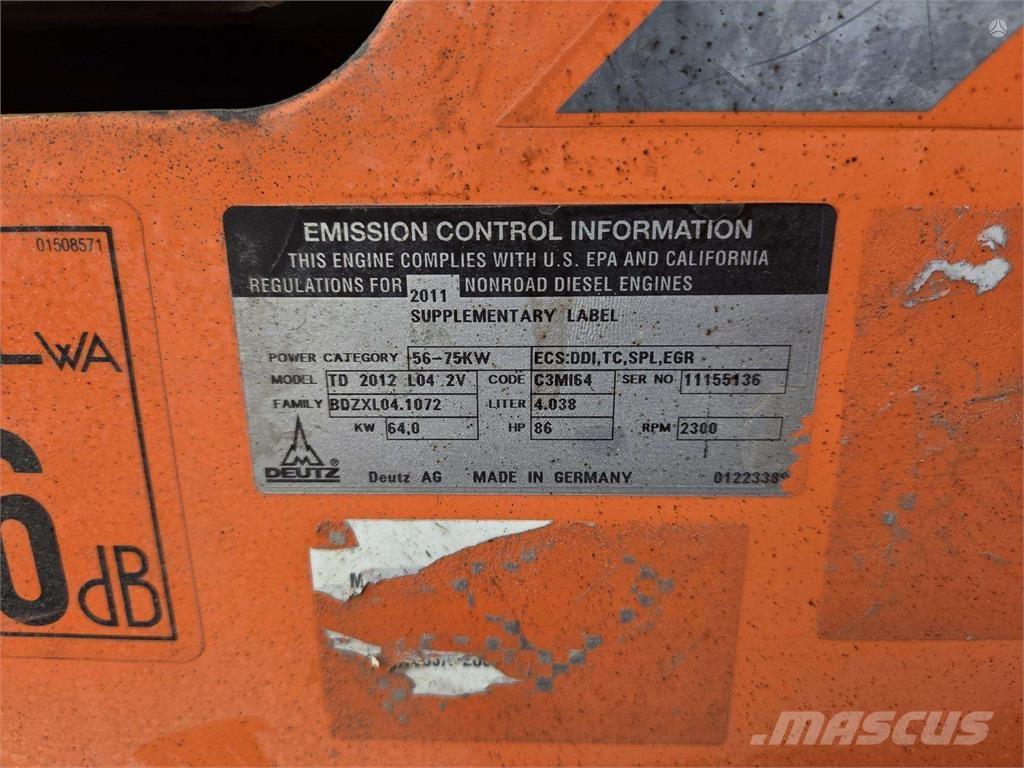 01508571
WA
6
dB
EMISSION CONTROL INFORMATION
THIS ENGINE COMPLIES WITH U.S. EPA AND CALIFORNIA
REGULATIONS FOR 2011 NONROAD DIESEL ENGINES
SUPPLEMENTARY LABEL
POWER CATEGORY 56-75KW ECS:DDI,TC,SPL,EGR
MODEL TD 2012 L04 2V CODE C3MI64 SER NO 11155136
FAMILY BDZXL04.1072 LITER 4.038
KW 64,0 HP 86 RPM 2300
DEUTZ ® Deutz AG MADE IN GERMANY 0122338
M
MASCUS